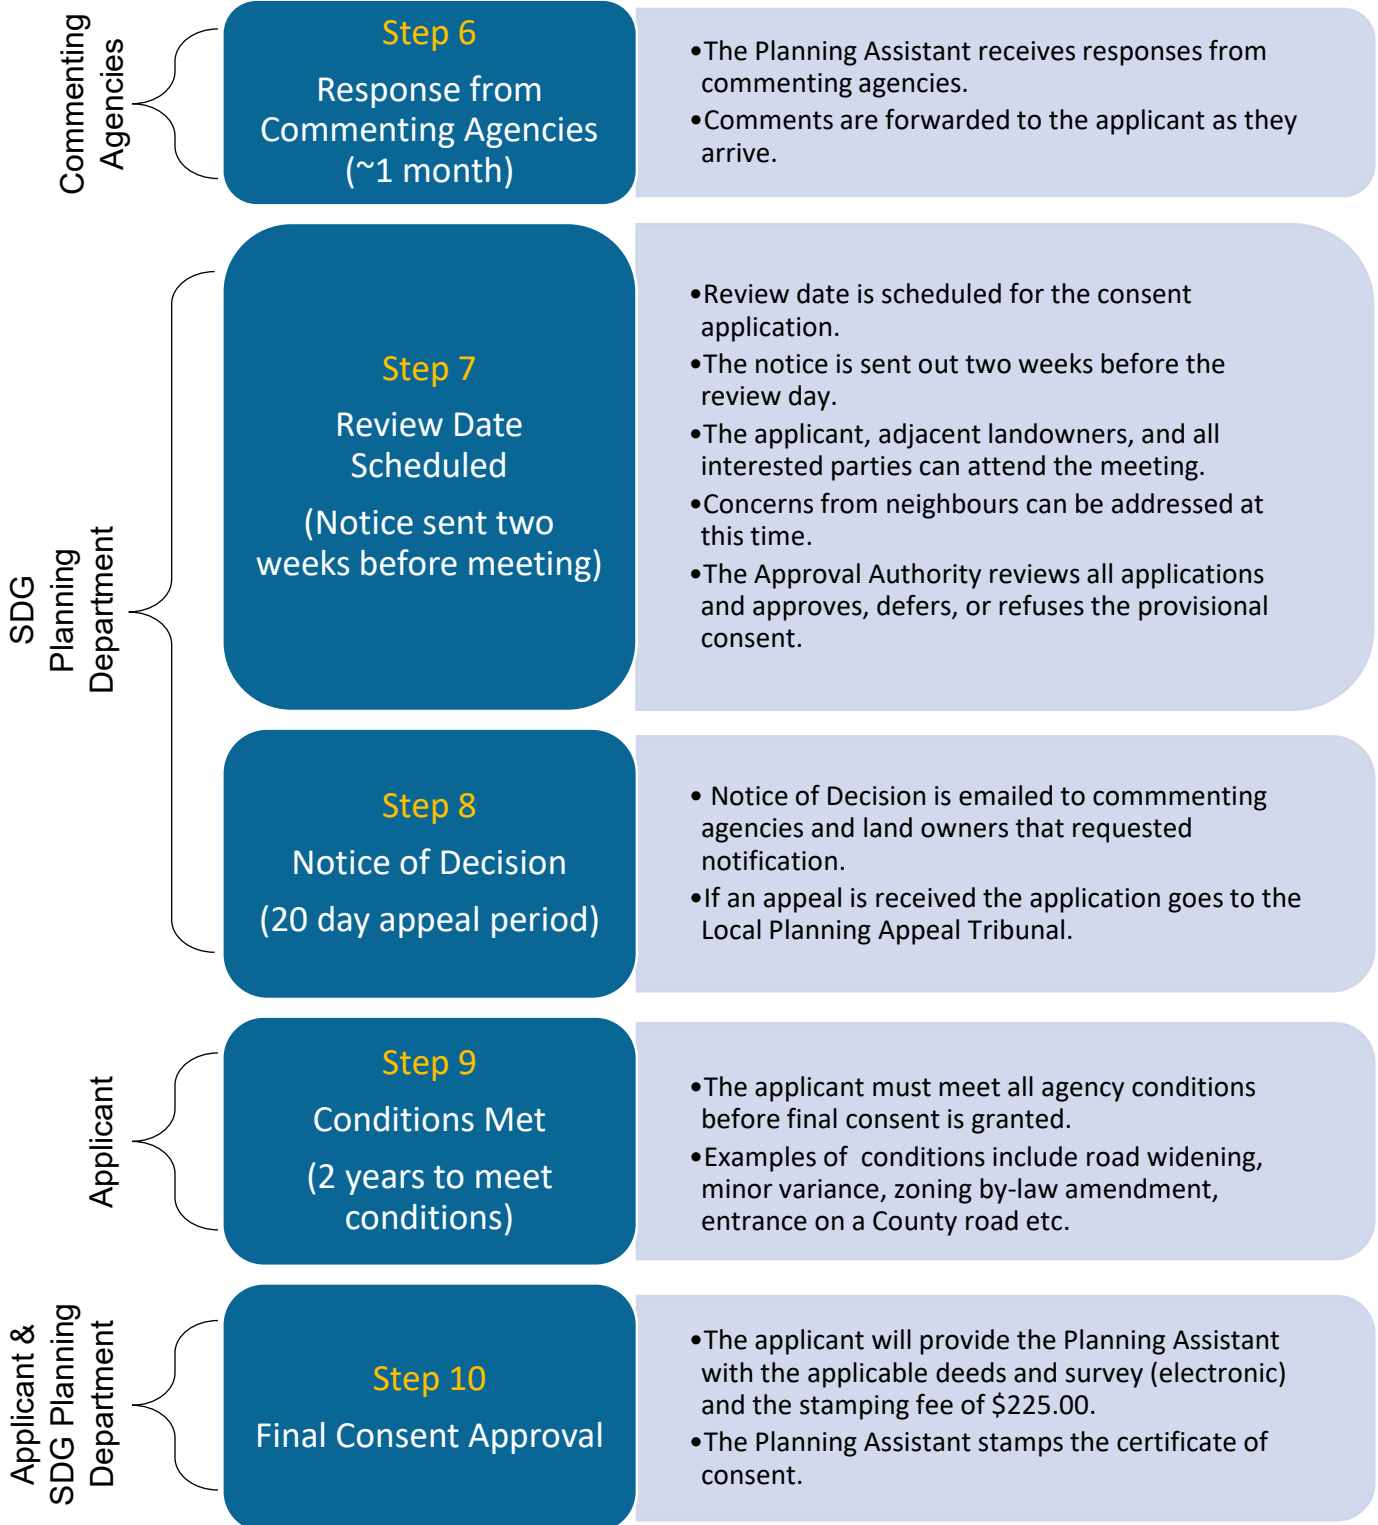 Commenting
Agencies
Step 6
Response from
Commenting Agencies
(~1 month)
•The Planning Assistant receives responses from
commenting agencies.
•Comments are forwarded to the applicant as they
arrive.
SDG
Planning
Department
Step 7
Review Date
Scheduled
(Notice sent two
weeks before meeting)
•Review date is scheduled for the consent
application.
•The notice is sent out two weeks before the
review day.
•The applicant, adjacent landowners, and all
interested parties can attend the meeting.
•Concerns from neighbours can be addressed at
this time.
•The Approval Authority reviews all applications
and approves, defers, or refuses the provisional
consent.
Step 8
Notice of Decision
(20 day appeal period)
• Notice of Decision is emailed to commmenting
agencies and land owners that requested
notification.
•If an appeal is received the application goes to the
Local Planning Appeal Tribunal.
Applicant
Step 9
Conditions Met
(2 years to meet
conditions)
•The applicant must meet all agency conditions
before final consent is granted.
•Examples of  conditions include road widening,
minor variance, zoning by-law amendment,
entrance on a County road etc.
Applicant &
SDG Planning
Department
Step 10
Final Consent Approval
•The applicant will provide the Planning Assistant
with the applicable deeds and survey (electronic)
and the stamping fee of $225.00.
•The Planning Assistant stamps the certificate of
consent.